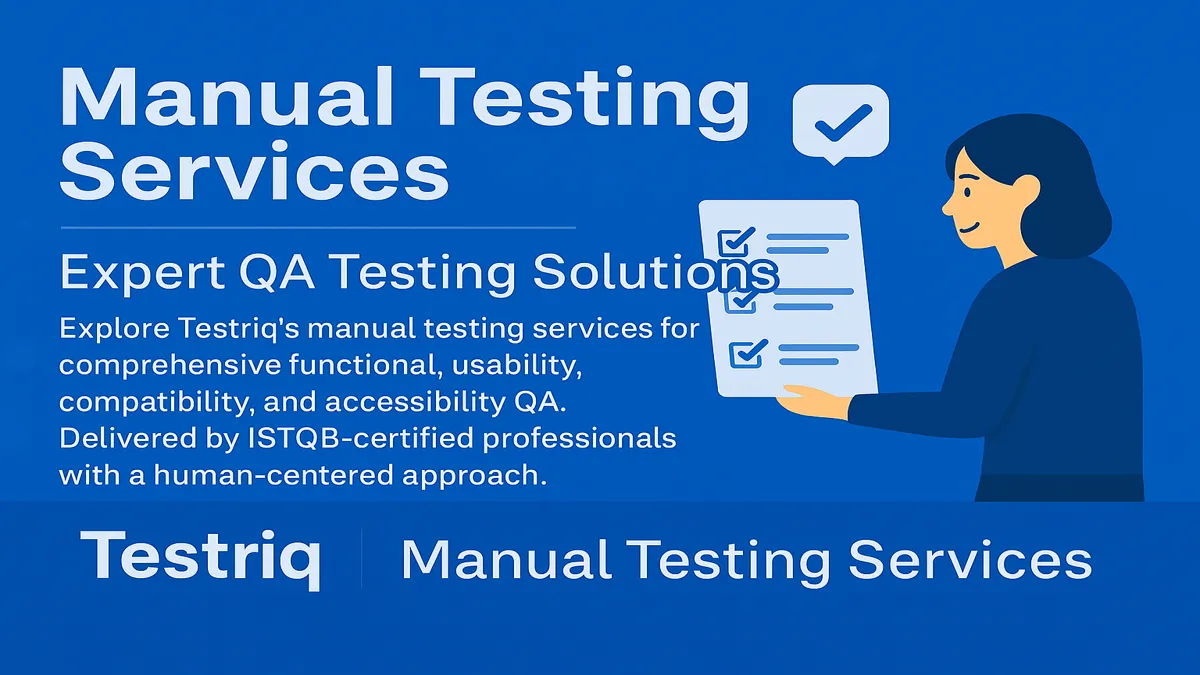 Manual Testing
Services
Expert QA Testing Solutions
Explore Testriq's manual testing services for
comprehensive functional, usability,
compatibility, and accessibility QA.
Delivered by ISTQB-certified professionals
with a human-centered approach.
Testriq
Manual Testing Services